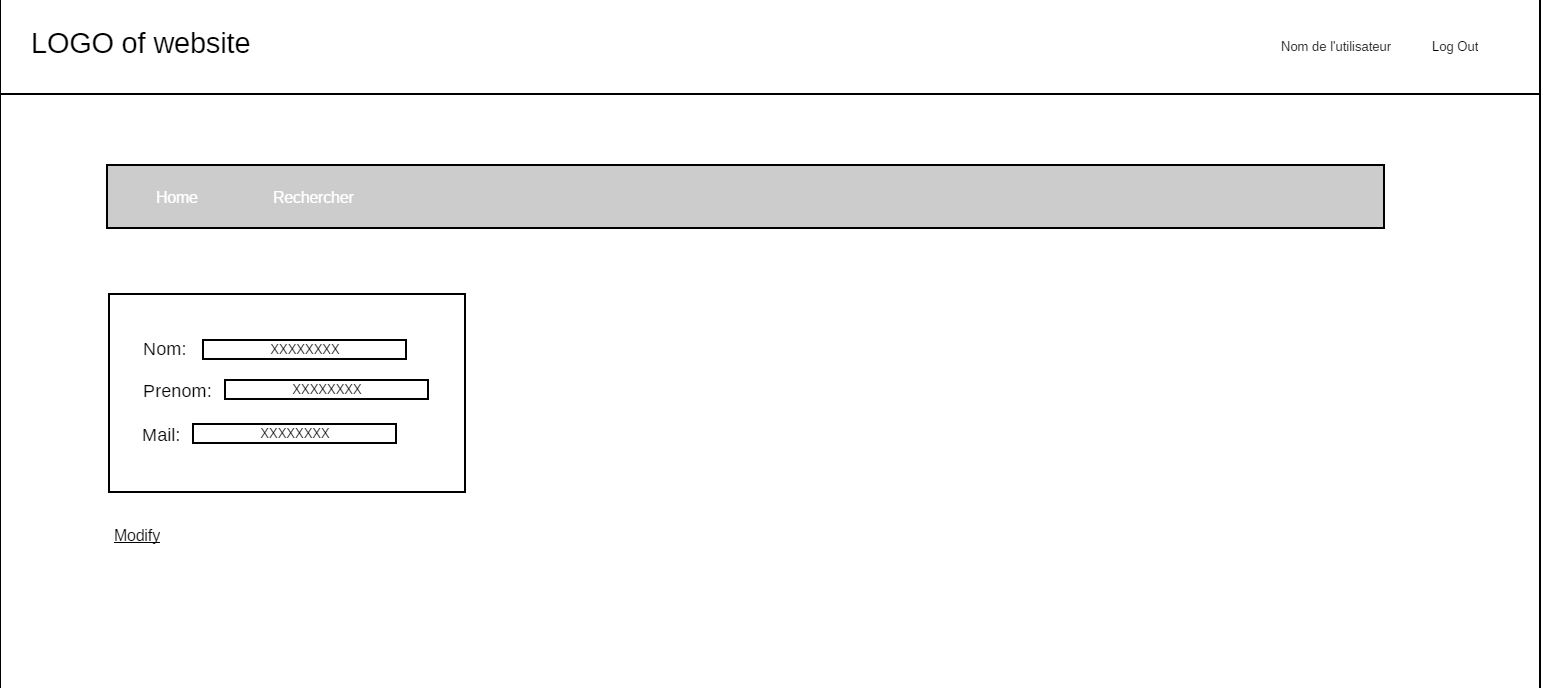 LOGO of website
Nom de l'utilisateur Log Out
Home Rechercher
Nom: XXXXXXXX
Prenom: XXXXXXXX
Mail: XXXXXXXX
Modify